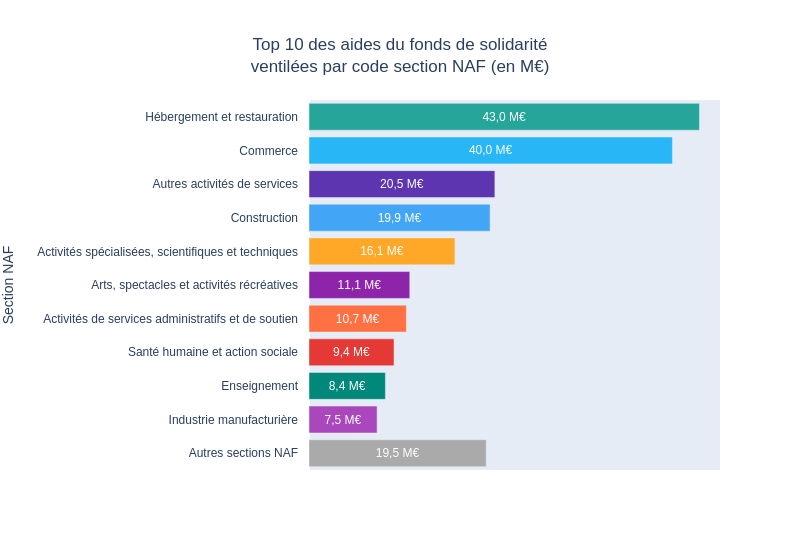 Top 10 des aides du fonds de solidarité
ventilées par code section NAF (en M€)
Section NAF
Hébergement et restauration 43,0 M€
Commerce 40,0 M€
Autres activités de services 20,5 M€
Construction 19,9 M€
Activités spécialisées, scientifiques et techniques 16,1 M€
Arts, spectacles et activités récréatives 11,1 M€
Activités de services administratifs et de soutien 10,7 M€
Santé humaine et action sociale 9,4 M€
Enseignement 8,4 M€
Industrie manufacturière 7,5 M€
Autres sections NAF 19,5 M€